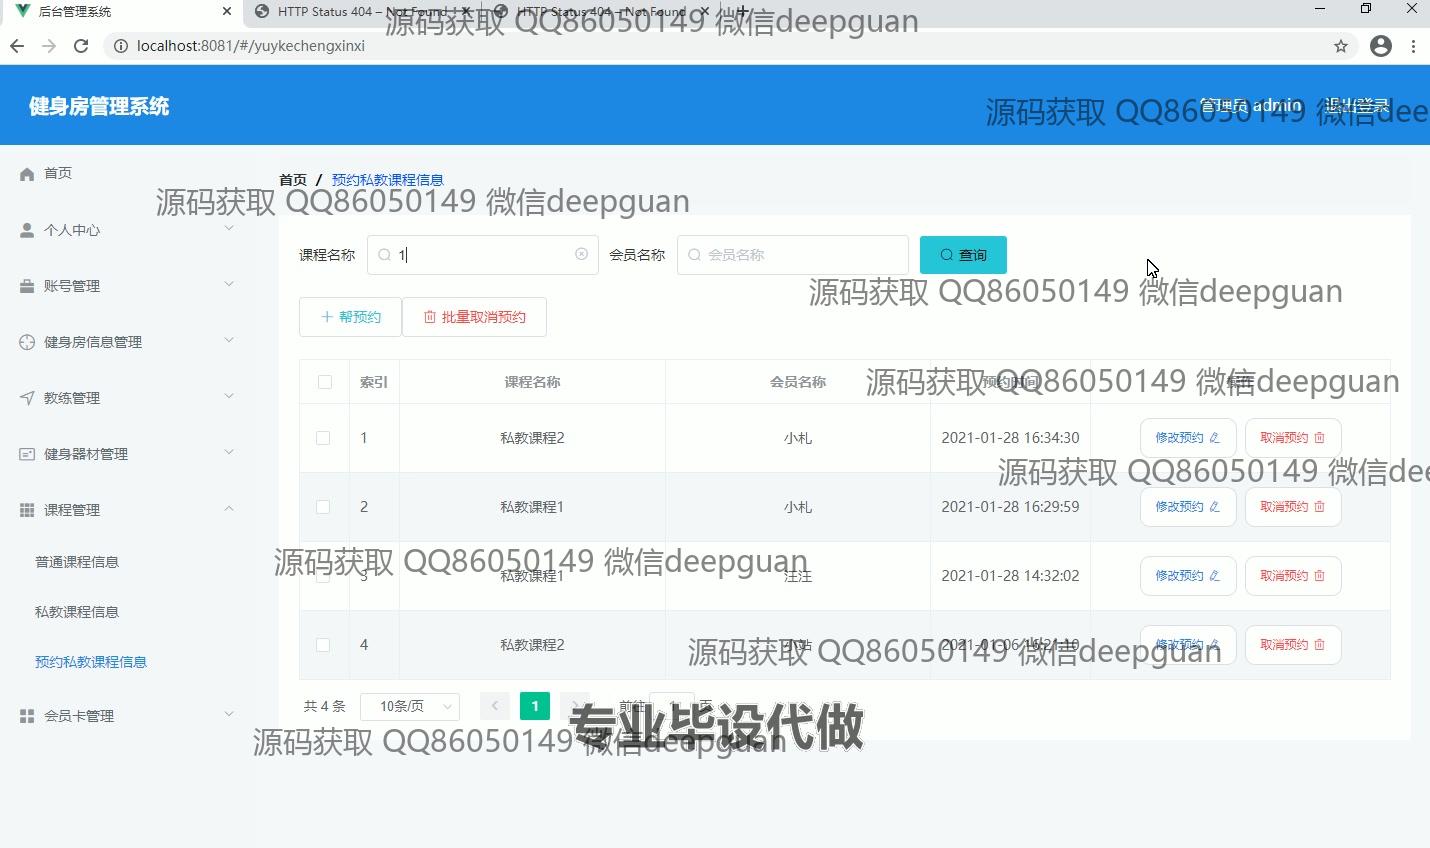 后台管理系统
HTTP Status 404 – Not Found
HTTP Status 404 – Not Found
源码获取 QQ86050149 微信deepguan
localhost:8081/#/yuykechengxinxi
健身房管理系统
管理员 admin
退出登录
源码获取 QQ86050149 微信dee
首页
个人中心
账号管理
健身房信息管理
教练管理
健身器材管理
课程管理
普通课程信息
私教课程信息
预约私教课程信息
会员卡管理
首页 / 预约私教课程信息
源码获取 QQ86050149 微信deepguan
课程名称 1 会员名称 会员名称 查询
源码获取 QQ86050149 微信deepguan
帮预约 批量取消预约
索引 课程名称 会员名称 预约时间 操作
源码获取 QQ86050149 微信deepguan
1 私教课程2 小札 2021-01-28 16:34:30 修改预约 取消预约
源码获取 QQ86050149 微信dee
2 私教课程1 小札 2021-01-28 16:29:59 修改预约 取消预约
源码获取 QQ86050149 微信deepguan
3 私教课程1 汪汪 2021-01-28 14:32:02 修改预约 取消预约
4 私教课程2 小站 2021-01-06 16:21:10 修改预约 取消预约
源码获取 QQ86050149 微信deepguan
共 4 条 10条/页 1 前往 1 页
专业毕设代做
源码获取 QQ86050149 微信deepguan